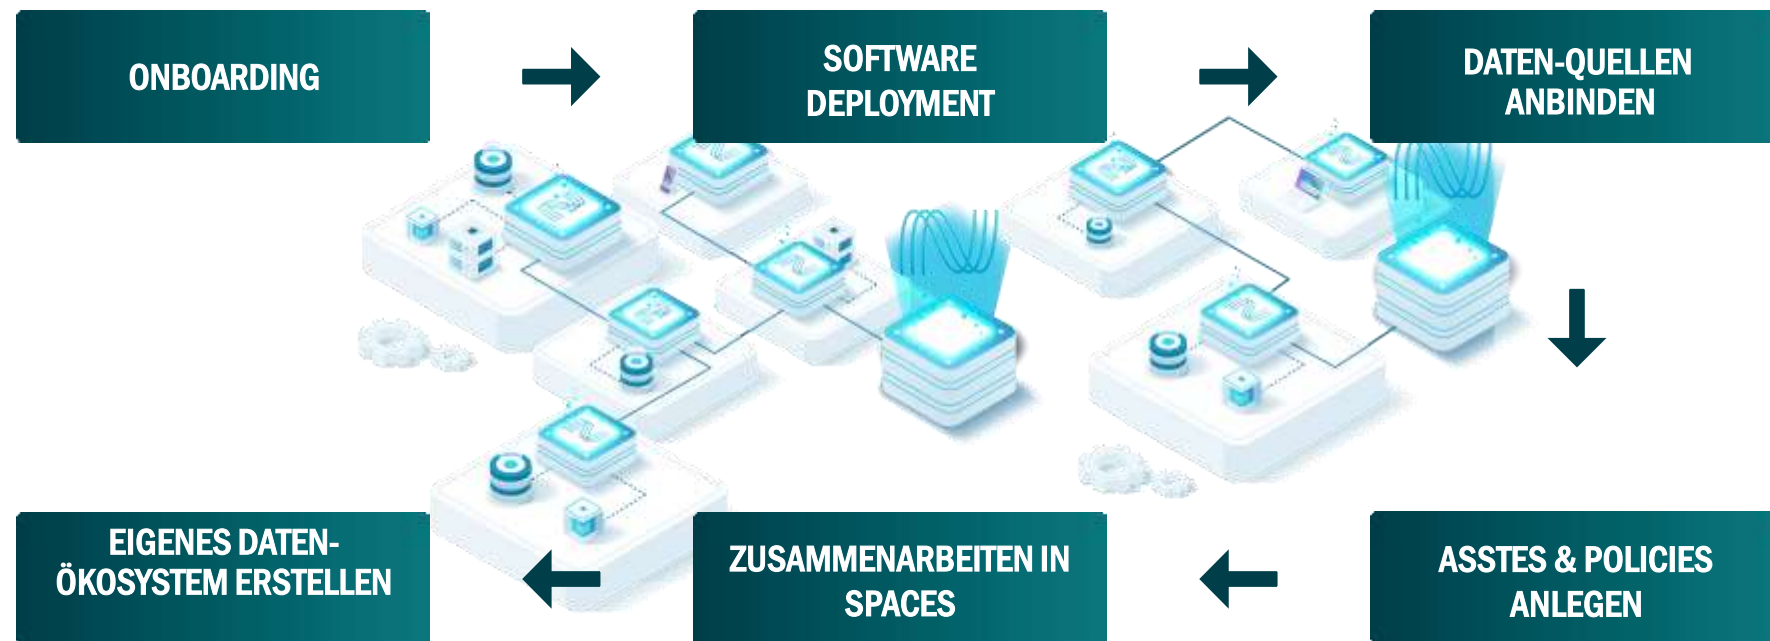 ONBOARDING
SOFTWARE
DEPLOYMENT
DATEN-QUELLEN
ANBINDEN
ASSTES & POLICIES
ANLEGEN
ZUSAMMENARBEITEN IN
SPACES
EIGENES DATEN-
ÖKOSYSTEM ERSTELLEN